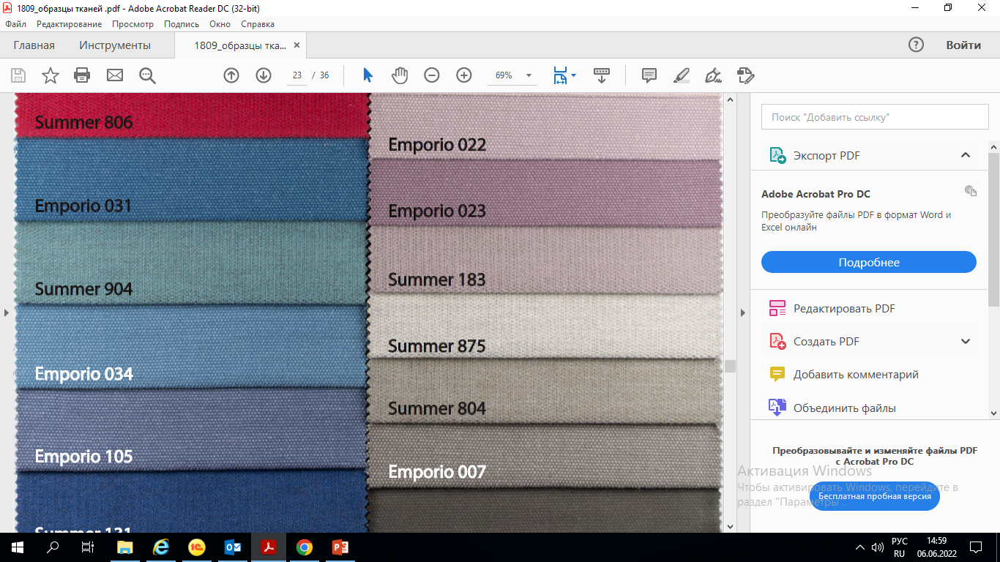 1809_образцы тканей .pdf - Adobe Acrobat Reader DC (32-bit)
Файл Редактирование Просмотр Подпись Окно Справка
Главная Инструменты 1809_образцы тка... × Войти
23 / 36 69%
Summer 806
Emporio 031
Summer 904
Emporio 034
Emporio 105
Summer 131
Emporio 022
Emporio 023
Summer 183
Summer 875
Summer 804
Emporio 007
Поиск "Добавить ссылку"
Экспорт PDF
Adobe Acrobat Pro DC
Преобразуйте файлы PDF в формат Word и
Excel онлайн
Подробнее
Редактировать PDF
Создать PDF
Добавить комментарий
Объединить файлы
Преобразовывайте и изменяйте файлы PDF
с Acrobat Pro DC
Бесплатная пробная версия
Активация Windows
Чтобы активировать Windows, перейдите в
раздел "Параметры".
РУС 14:59
RU 06.06.2022